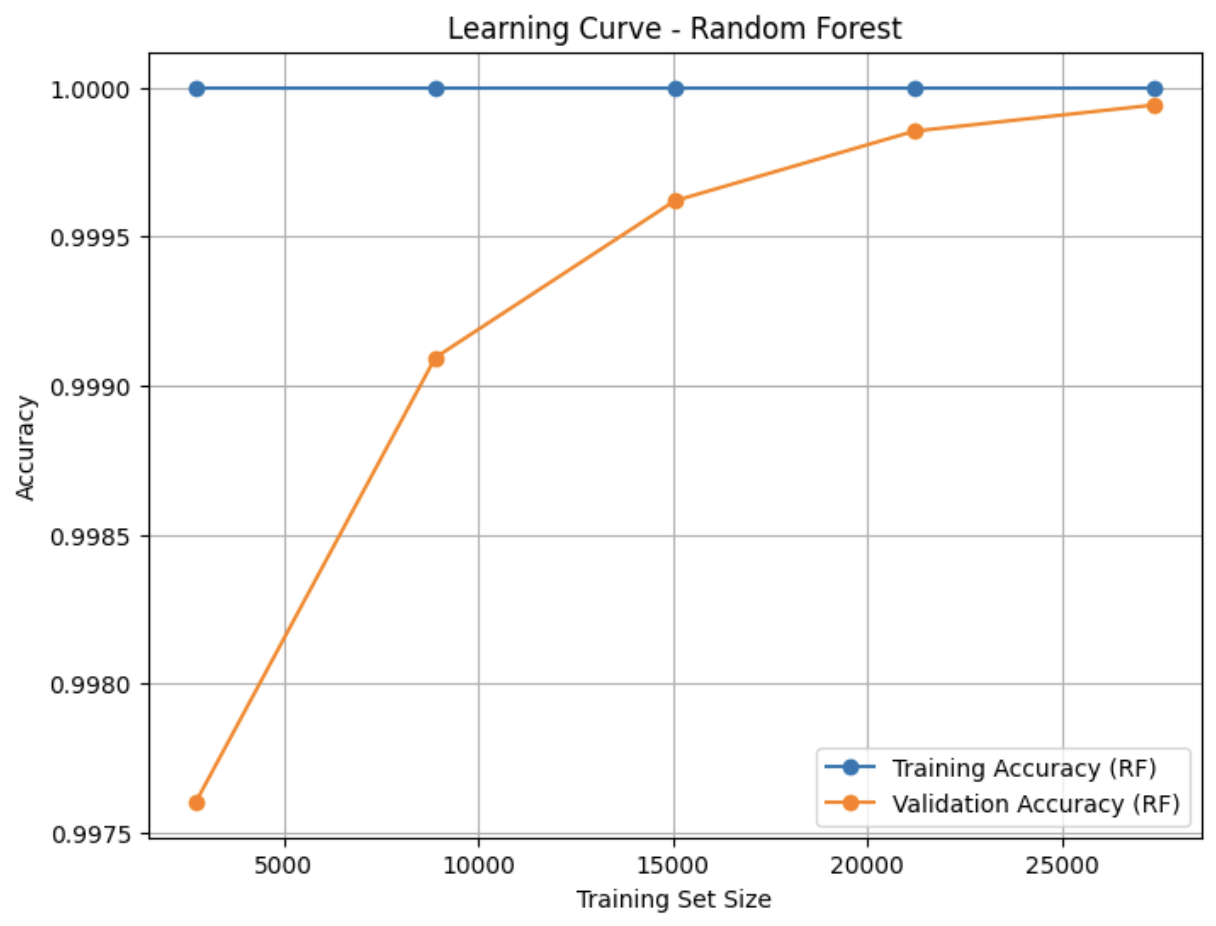 Learning Curve - Random Forest
1.0000
0.9995
0.9990
0.9985
0.9980
0.9975
Accuracy
5000 10000 15000 20000 25000
Training Set Size
Training Accuracy (RF)
Validation Accuracy (RF)